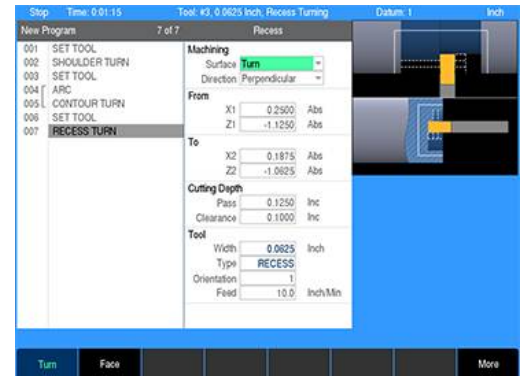 Stop Time: 0:01:15 Tool: #3, 0.0625 Inch, Recess Turning Datum: 1 Inch
New Program 7 of 7 Recess
001 SET TOOL
002 SHOULDER TURN
003 SET TOOL
004 ARC
005 CONTOUR TURN
006 SET TOOL
007 RECESS TURN
Machining
Surface Turn
Direction Perpendicular
From
X1 0.2500 Abs
Z1 -1.1250 Abs
To
X2 0.1875 Abs
Z2 -1.0625 Abs
Cutting Depth
Pass 0.1250 Inc
Clearance 0.1000 Inc
Tool
Width 0.0625 Inch
Type RECESS
Orientation 1
Feed 10.0 Inch/Min
Turn Face More